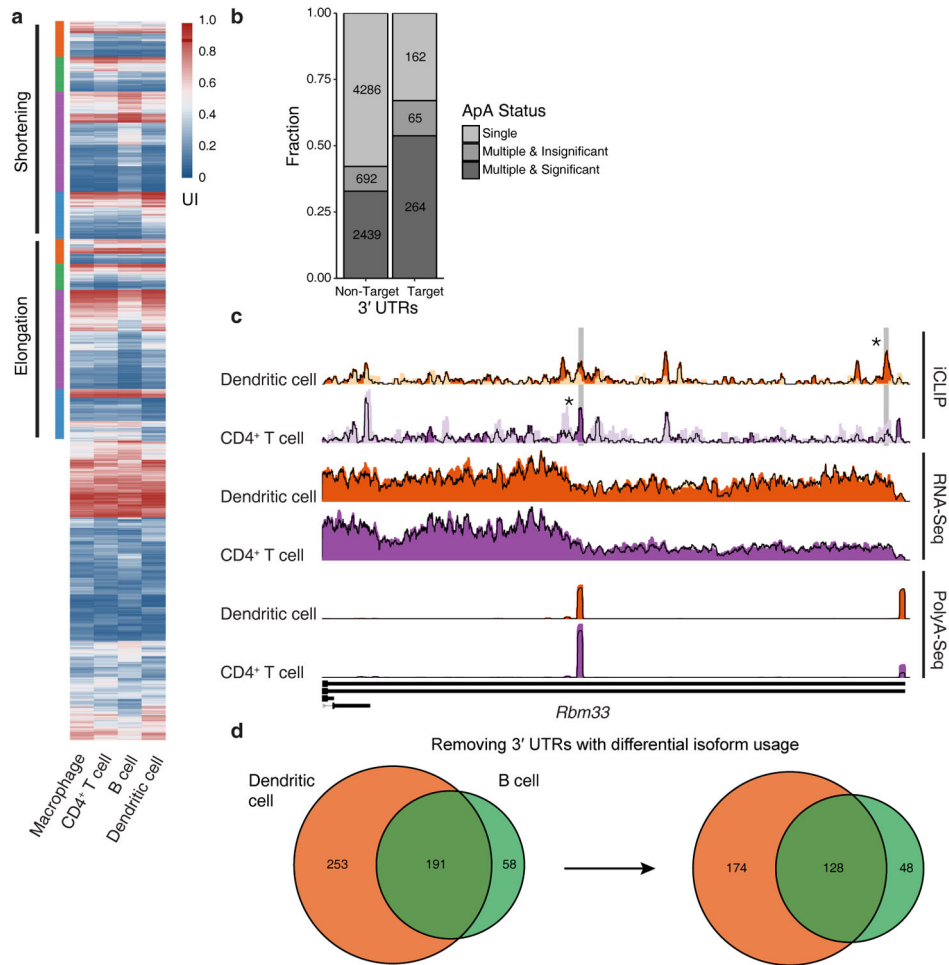 a
Shortening
Elongation
1.0
0.8
0.6
0.4
0.2
0
UI
Macrophage
CD4⁺ T cell
B cell
Dendritic cell
b
Fraction
1.00
0.75
0.50
0.25
0.00
4286
692
2439
162
65
264
Non-Target
Target
3′ UTRs
ApA Status
Single
Multiple & Insignificant
Multiple & Significant
c
*
Dendritic cell
*
CD4⁺ T cell
iCLIP
Dendritic cell
CD4⁺ T cell
RNA-Seq
Dendritic cell
CD4⁺ T cell
PolyA-Seq
Rbm33
d
Removing 3′ UTRs with differential isoform usage
Dendritic
cell
B cell
253
191
58
174
128
48